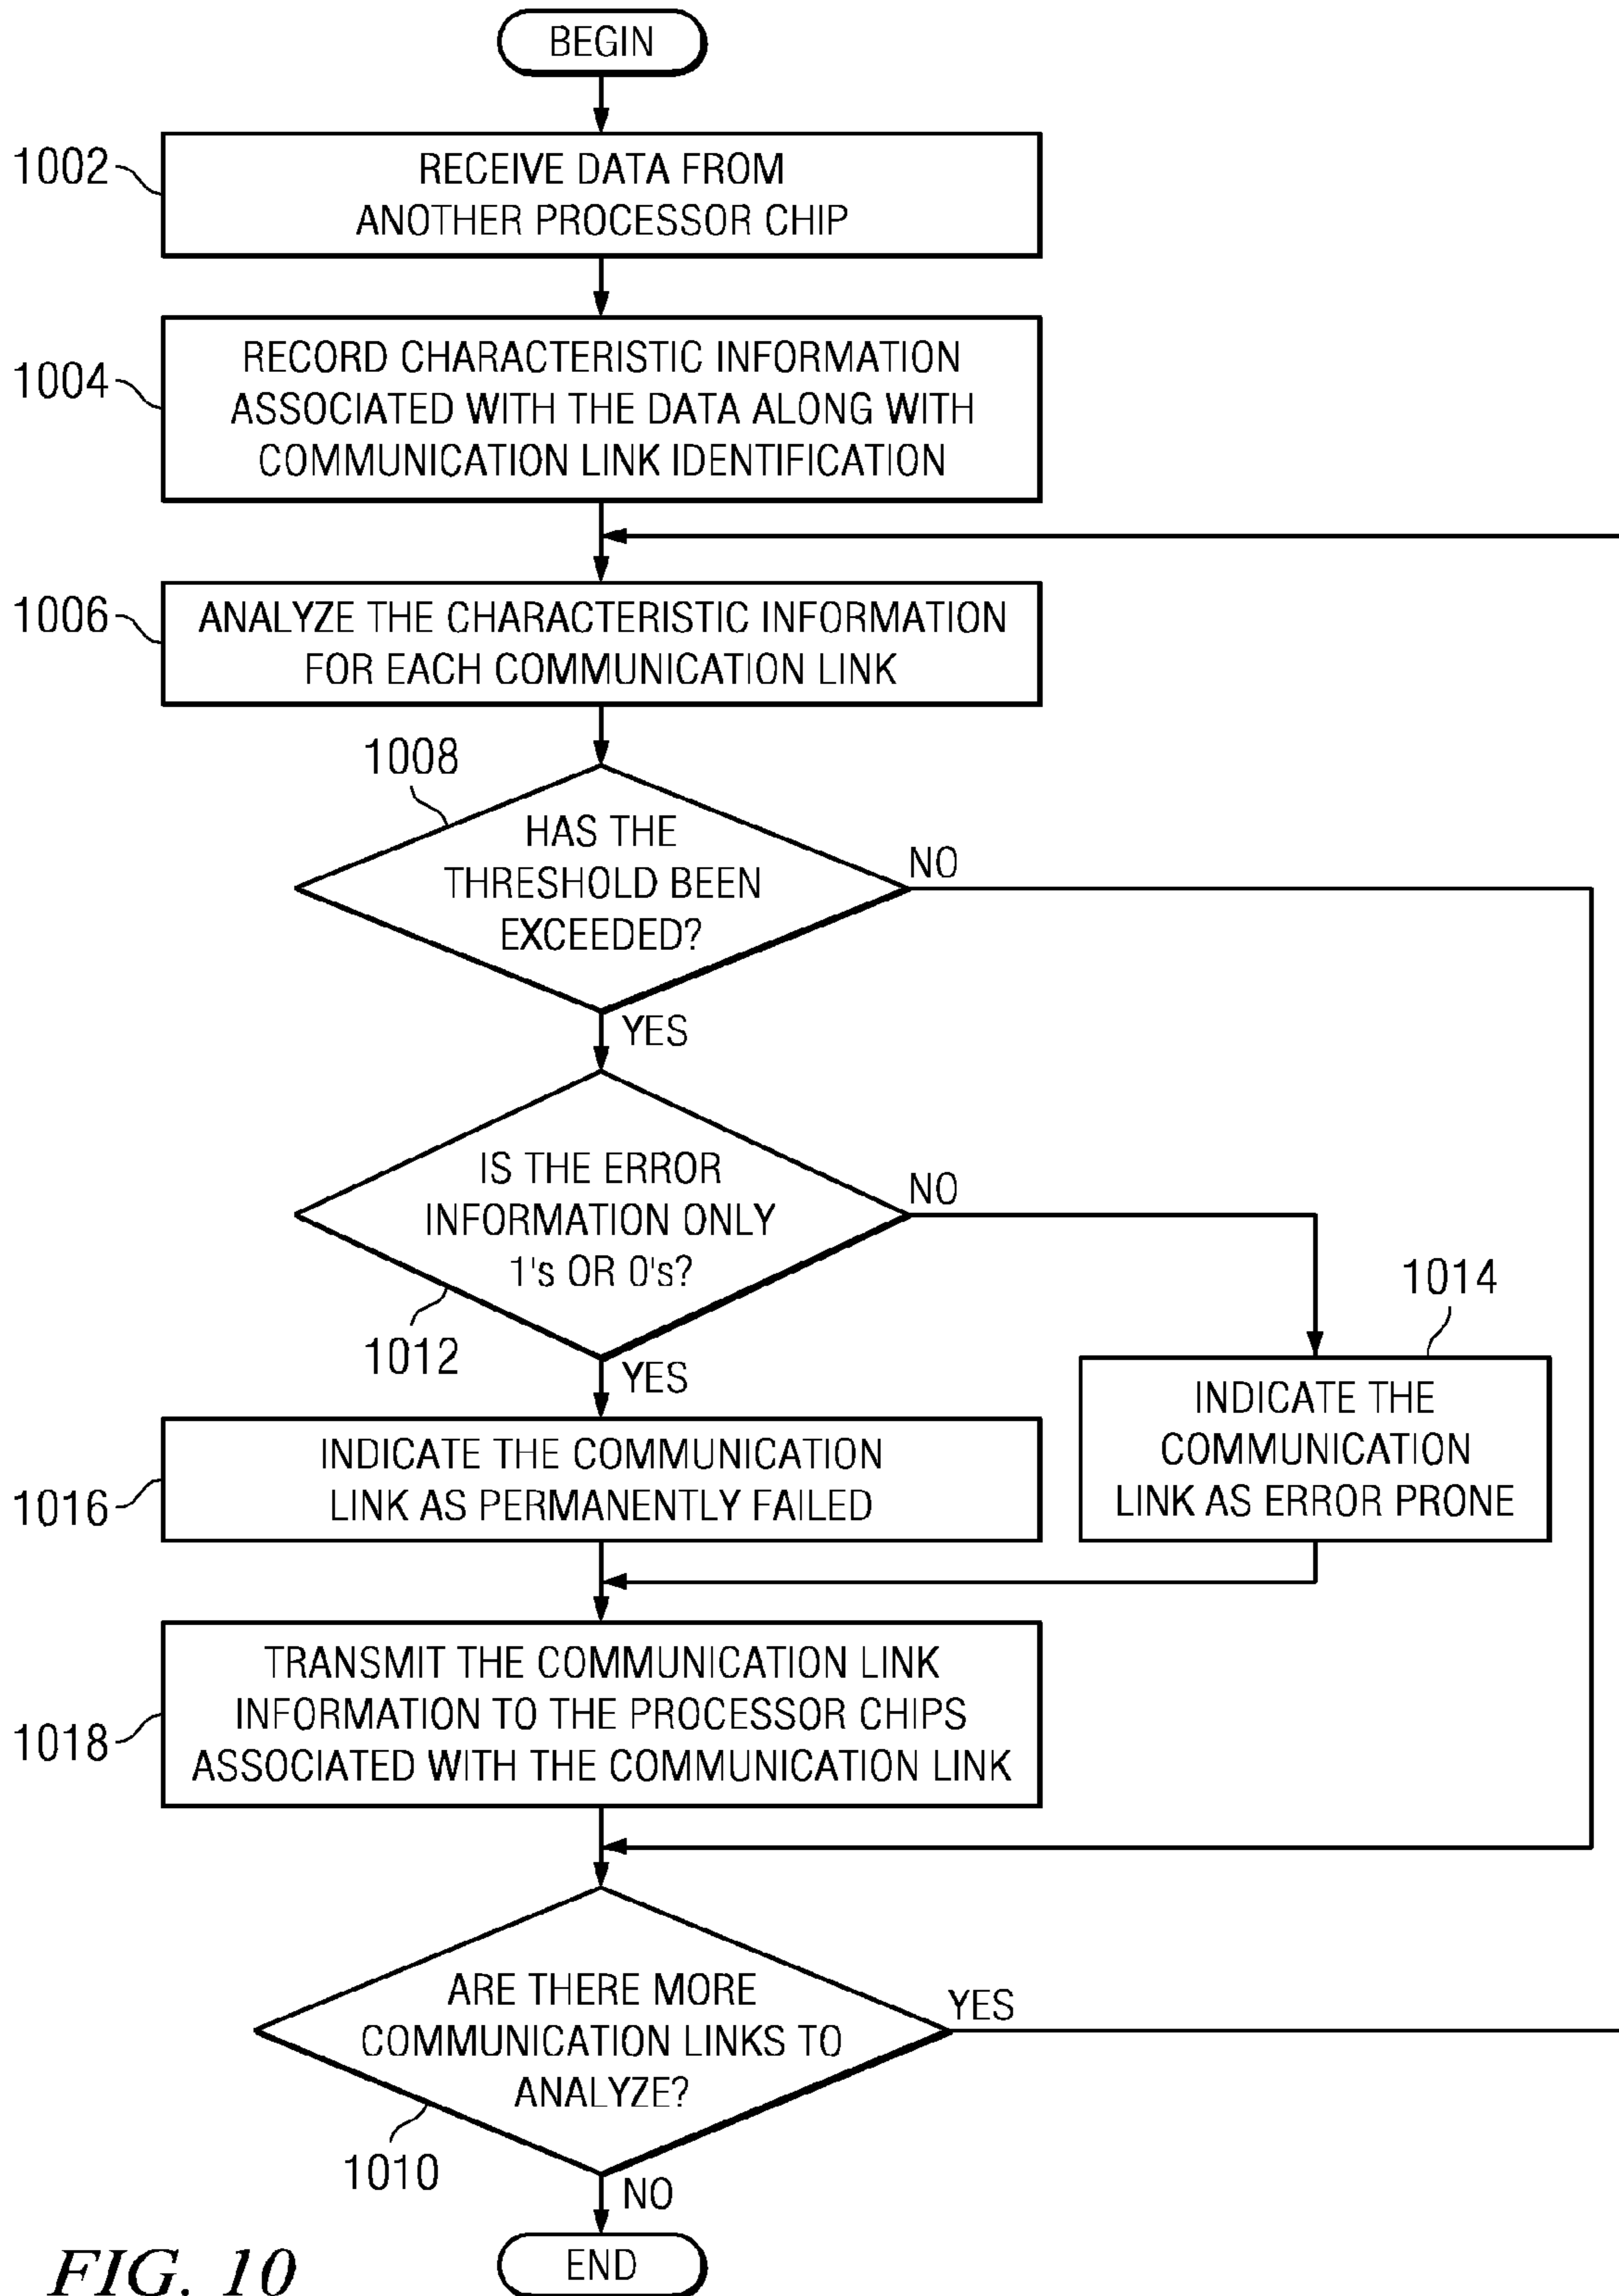 BEGIN
1002
RECEIVE DATA FROM
ANOTHER PROCESSOR CHIP
1004
RECORD CHARACTERISTIC INFORMATION
ASSOCIATED WITH THE DATA ALONG WITH
COMMUNICATION LINK IDENTIFICATION
1006
ANALYZE THE CHARACTERISTIC INFORMATION
FOR EACH COMMUNICATION LINK
1008
HAS THE
THRESHOLD BEEN
EXCEEDED?
NO
YES
IS THE ERROR
INFORMATION ONLY
1's OR 0's?
NO
1012
YES
1014
INDICATE THE
COMMUNICATION
LINK AS ERROR PRONE
1016
INDICATE THE COMMUNICATION
LINK AS PERMANENTLY FAILED
1018
TRANSMIT THE COMMUNICATION LINK
INFORMATION TO THE PROCESSOR CHIPS
ASSOCIATED WITH THE COMMUNICATION LINK
ARE THERE MORE
COMMUNICATION LINKS TO
ANALYZE?
YES
1010
NO
END
FIG. 10